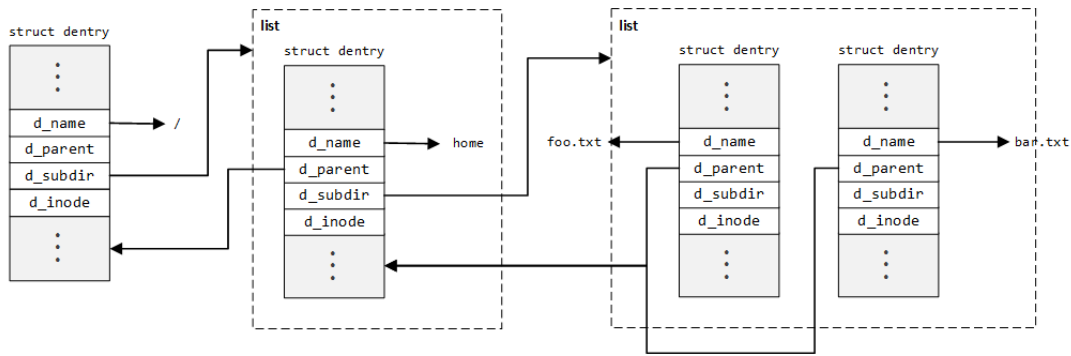 struct dentry
d_name
/
d_parent
d_subdir
d_inode
list
struct dentry
d_name
home
d_parent
d_subdir
d_inode
list
struct dentry
foo.txt
d_name
d_parent
d_subdir
d_inode
struct dentry
d_name
bar.txt
d_parent
d_subdir
d_inode